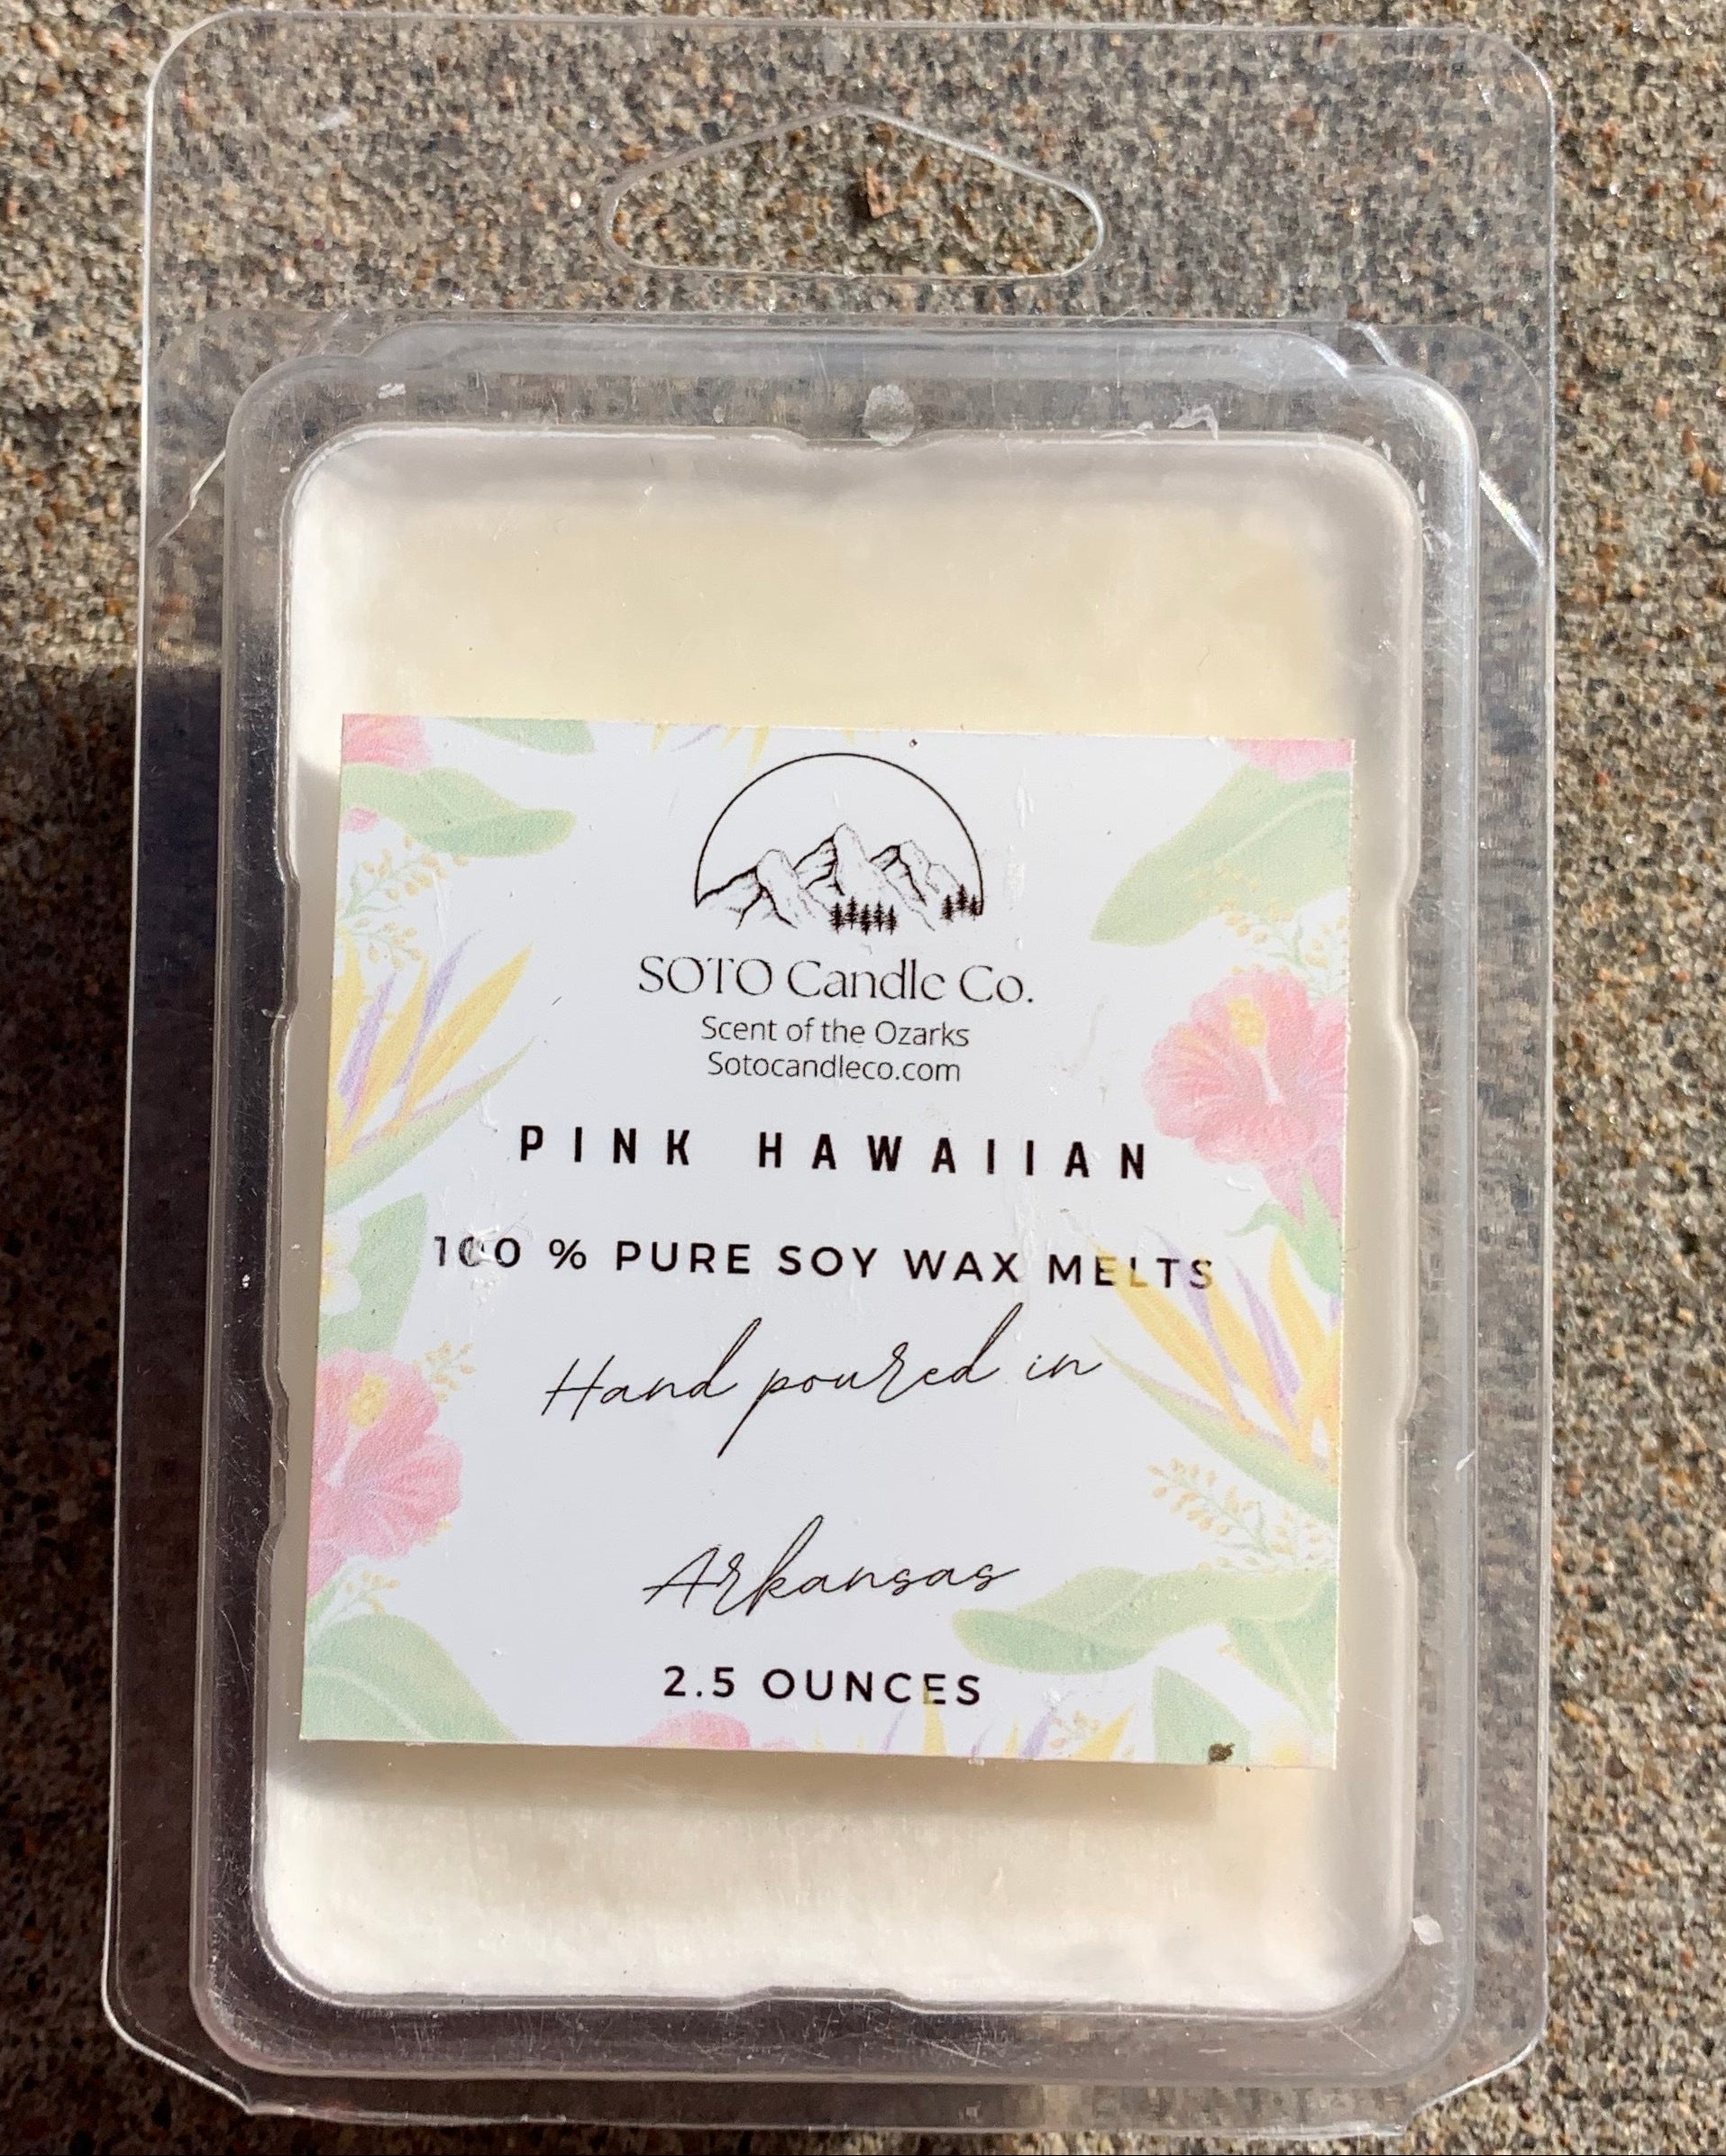 SOTO Candle Co.
Scent of the Ozarks
Sotocandleco.com
PINK HAWAIIAN
100 % PURE SOY WAX MELTS
Hand poured in
Arkansas
2.5 OUNCES